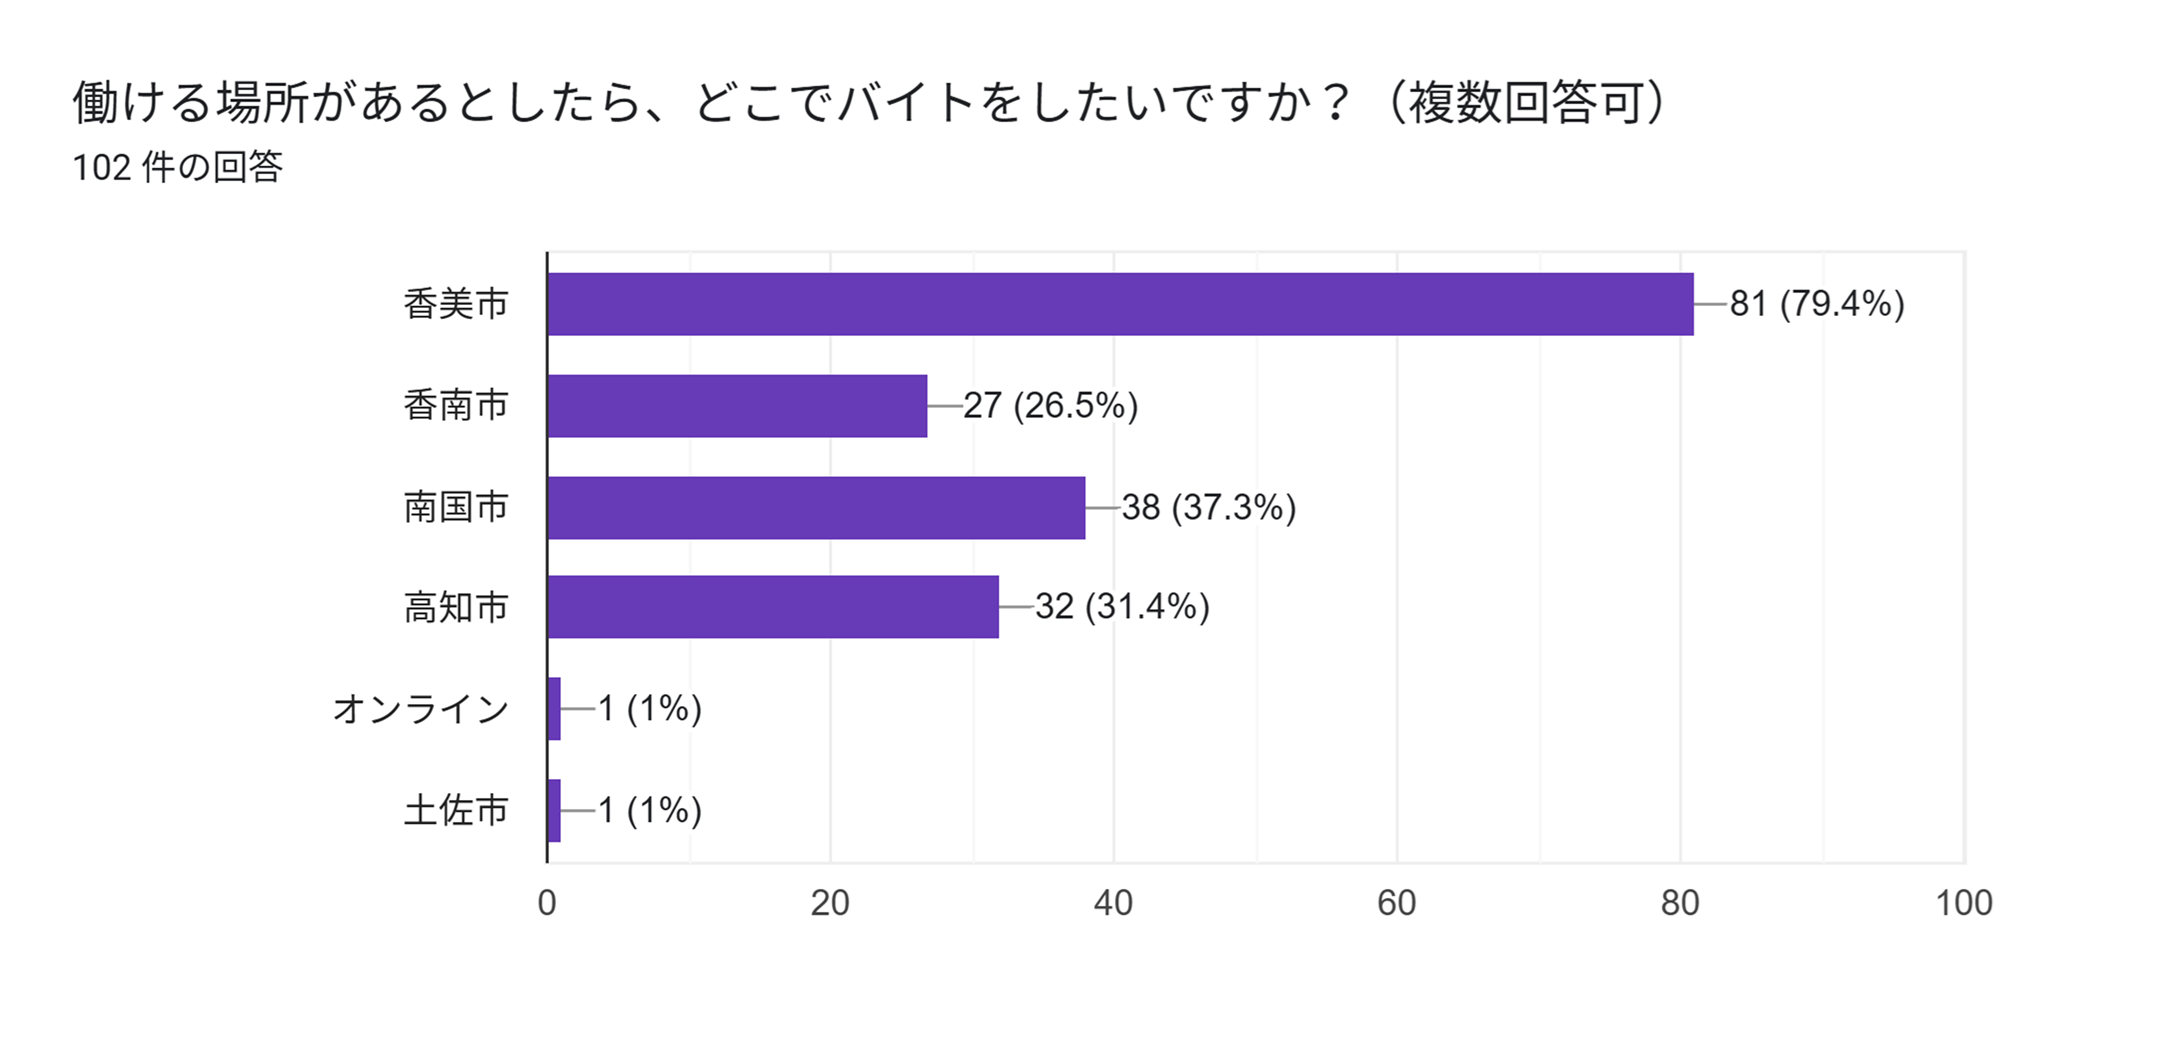 働ける場所があるとしたら、どこでバイトをしたいですか？（複数回答可）
102 件の回答
香美市 81 (79.4%)
香南市 27 (26.5%)
南国市 38 (37.3%)
高知市 32 (31.4%)
オンライン 1 (1%)
土佐市 1 (1%)
0 20 40 60 80 100